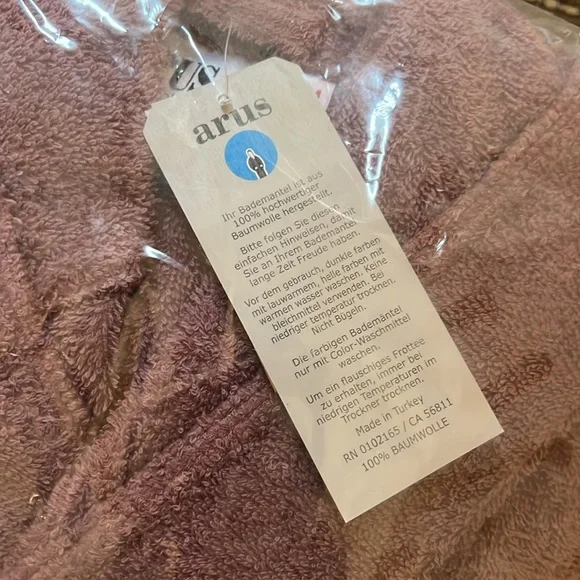 arus
Ihr Bademantel ist aus
100% hochwertiger
Baumwolle hergestellt.
Bitte folgen Sie diesen
einfachen Hinweisen, damit
Sie an Ihrem Bademantel
lange Zeit Freude haben.
Vor dem gebrauch, dunkle farben
mit lauwarmem, helle farben mit
warmen wasser waschen. Keine
bleichmittel verwenden. Bei
niedriger temperatur trocknen.
Nicht Bugeln.
Die farbigen Bademäntel
nur mit Color-Waschmittel
waschen.
Um ein flauschiges Frottee
zu erhalten, immer bei
niedrigen Temperaturen im
Trockner trocknen.
Made in Turkey
RN 0102165 / CA 56811
100% BAUMWOLLE